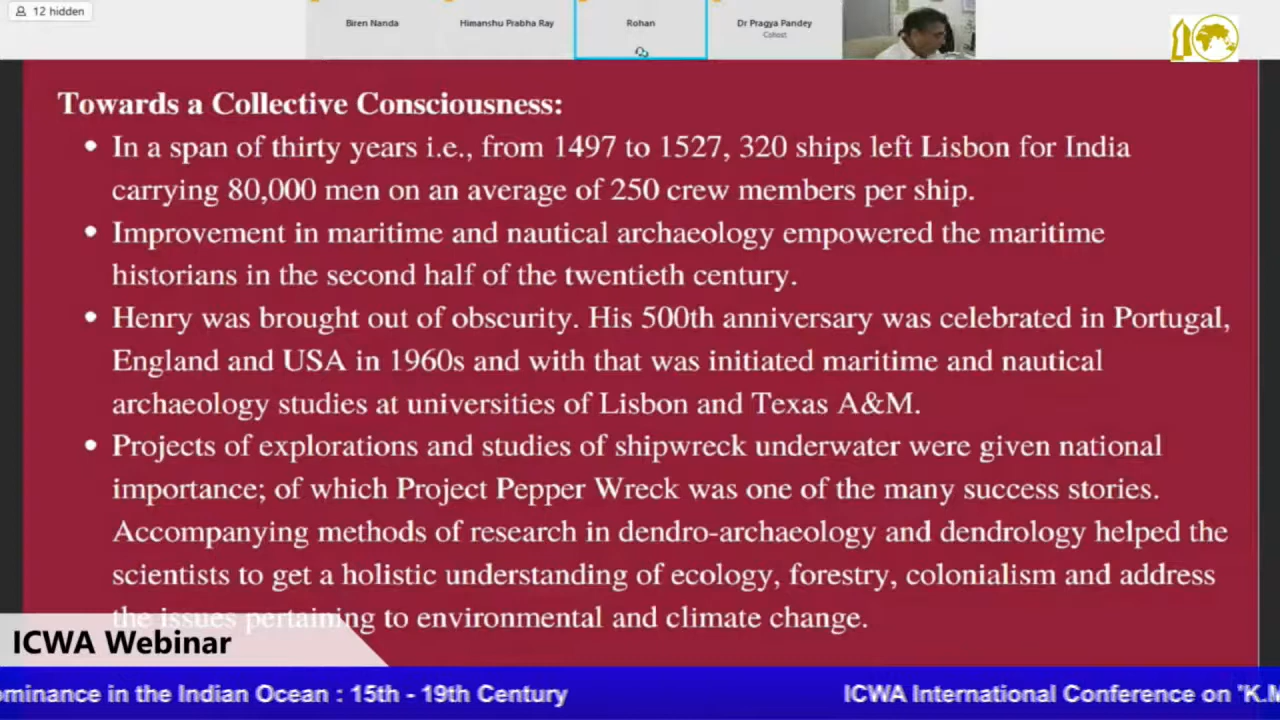 12 hidden
Biren Nanda
Himanshu Prabha Ray
Rohan
Dr Pragya Pandey
Cohost
Towards a Collective Consciousness:
• In a span of thirty years i.e., from 1497 to 1527, 320 ships left Lisbon for India
carrying 80,000 men on an average of 250 crew members per ship.
• Improvement in maritime and nautical archaeology empowered the maritime
historians in the second half of the twentieth century.
• Henry was brought out of obscurity. His 500th anniversary was celebrated in Portugal,
England and USA in 1960s and with that was initiated maritime and nautical
archaeology studies at universities of Lisbon and Texas A&M.
• Projects of explorations and studies of shipwreck underwater were given national
importance; of which Project Pepper Wreck was one of the many success stories.
Accompanying methods of research in dendro-archaeology and dendrology helped the
scientists to get a holistic understanding of ecology, forestry, colonialism and address
the issues pertaining to environmental and climate change.
ICWA Webinar
ominance in the Indian Ocean : 15th - 19th Century
ICWA International Conference on 'K.M